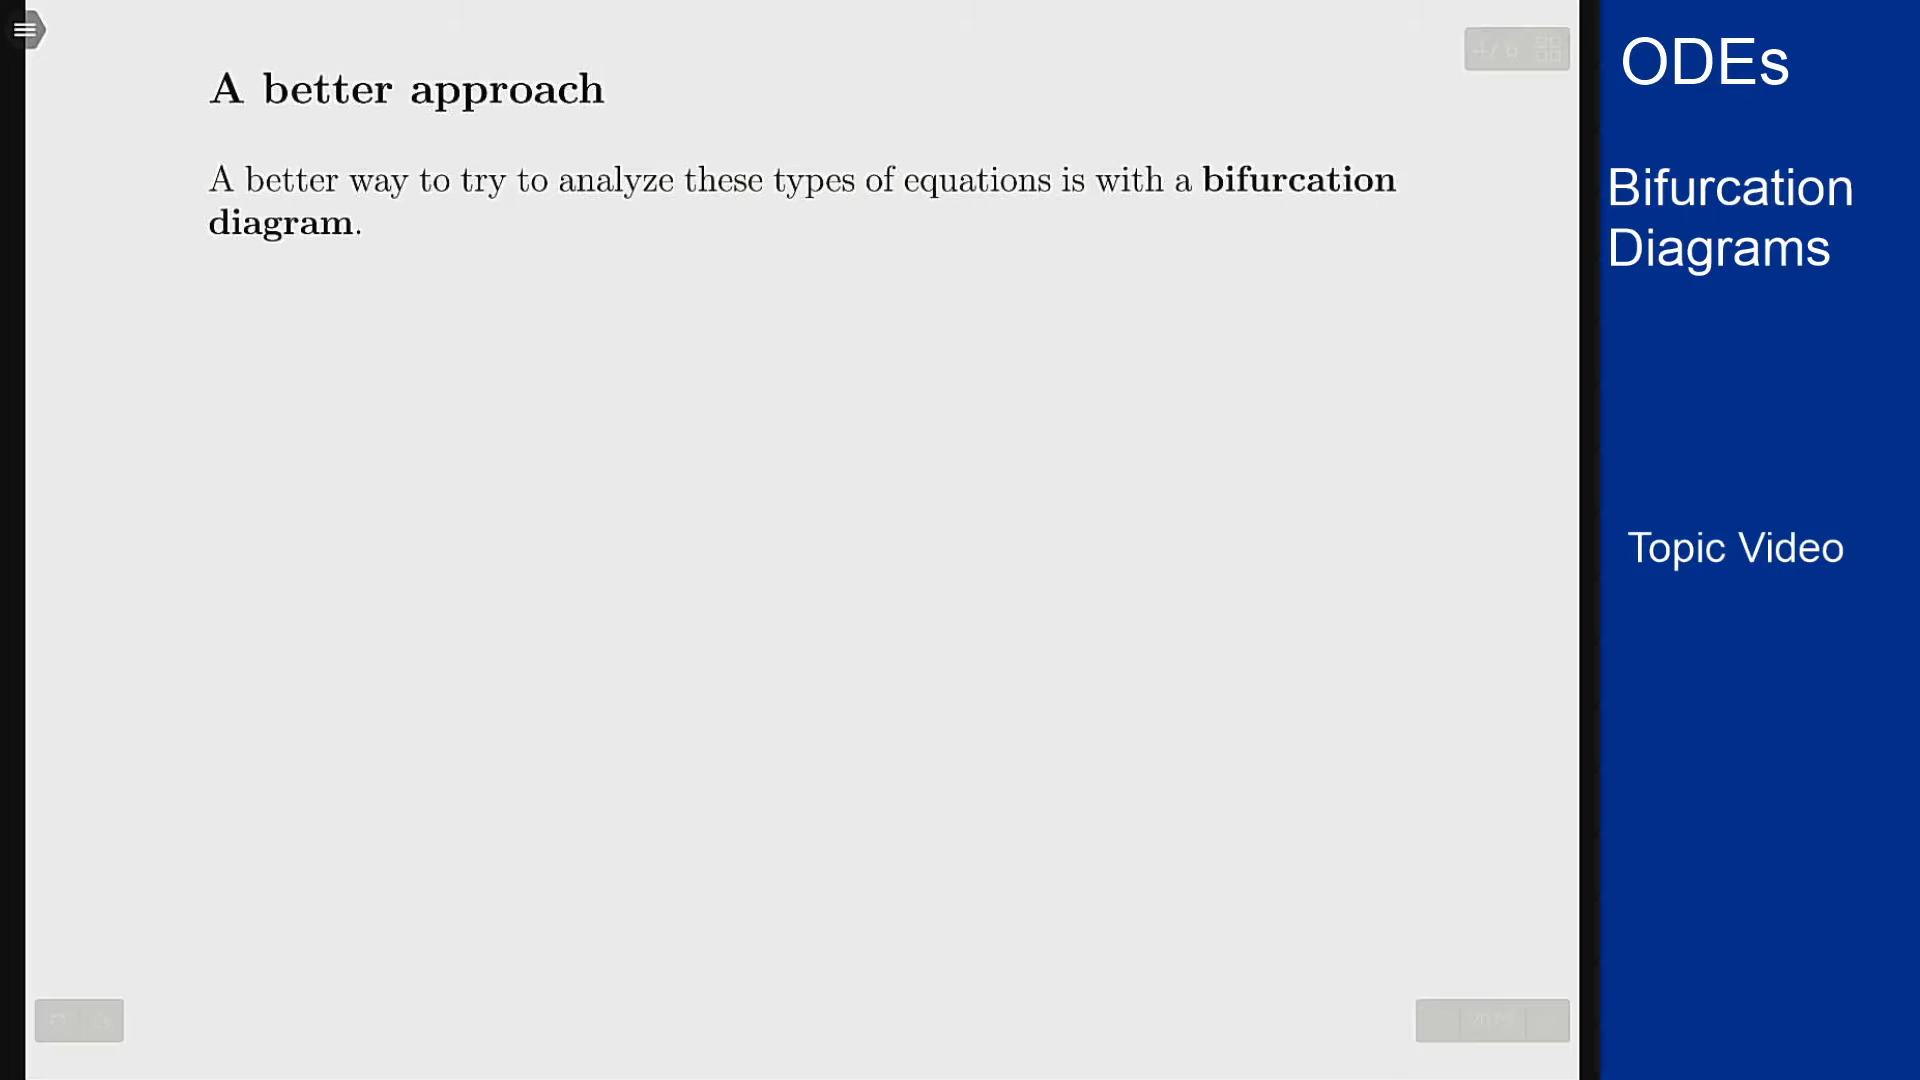 A better approach
A better way to try to analyze these types of equations is with a bifurcation
diagram.
ODEs
Bifurcation
Diagrams
Topic Video